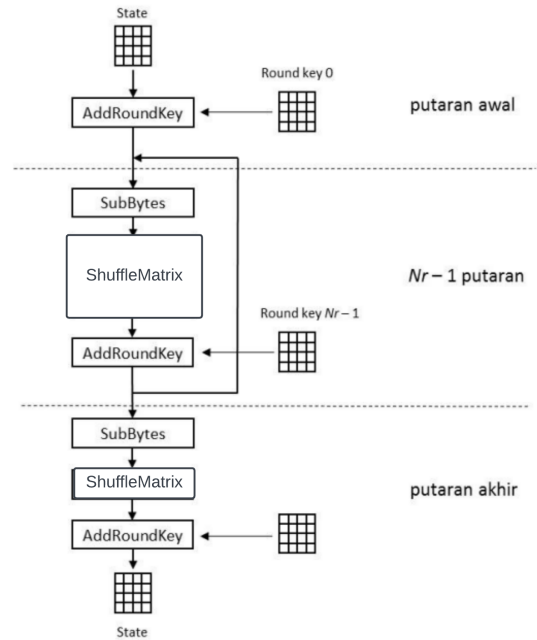 State
Round key 0
AddRoundKey
putaran awal
SubBytes
ShuffleMatrix
Nr – 1 putaran
Round key Nr – 1
AddRoundKey
SubBytes
ShuffleMatrix
putaran akhir
AddRoundKey
State